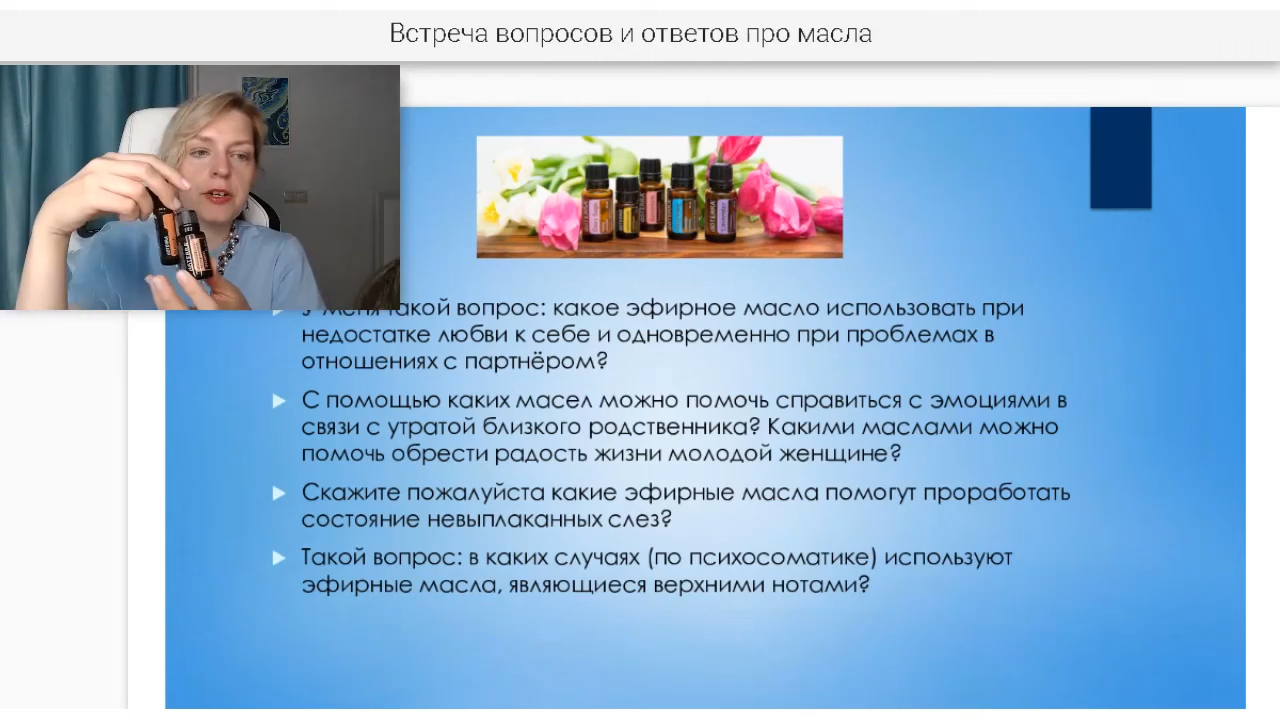 Встреча вопросов и ответов про масла
такой вопрос: какое эфирное масло использовать при
недостатке любви к себе и одновременно при проблемах в
отношениях с партнёром?
С помощью каких масел можно помочь справиться с эмоциями в
связи с утратой близкого родственника? Какими маслами можно
помочь обрести радость жизни молодой женщине?
Скажите пожалуйста какие эфирные масла помогут проработать
состояние невыплаканных слез?
Такой вопрос: в каких случаях (по психосоматике) используют
эфирные масла, являющиеся верхними нотами?